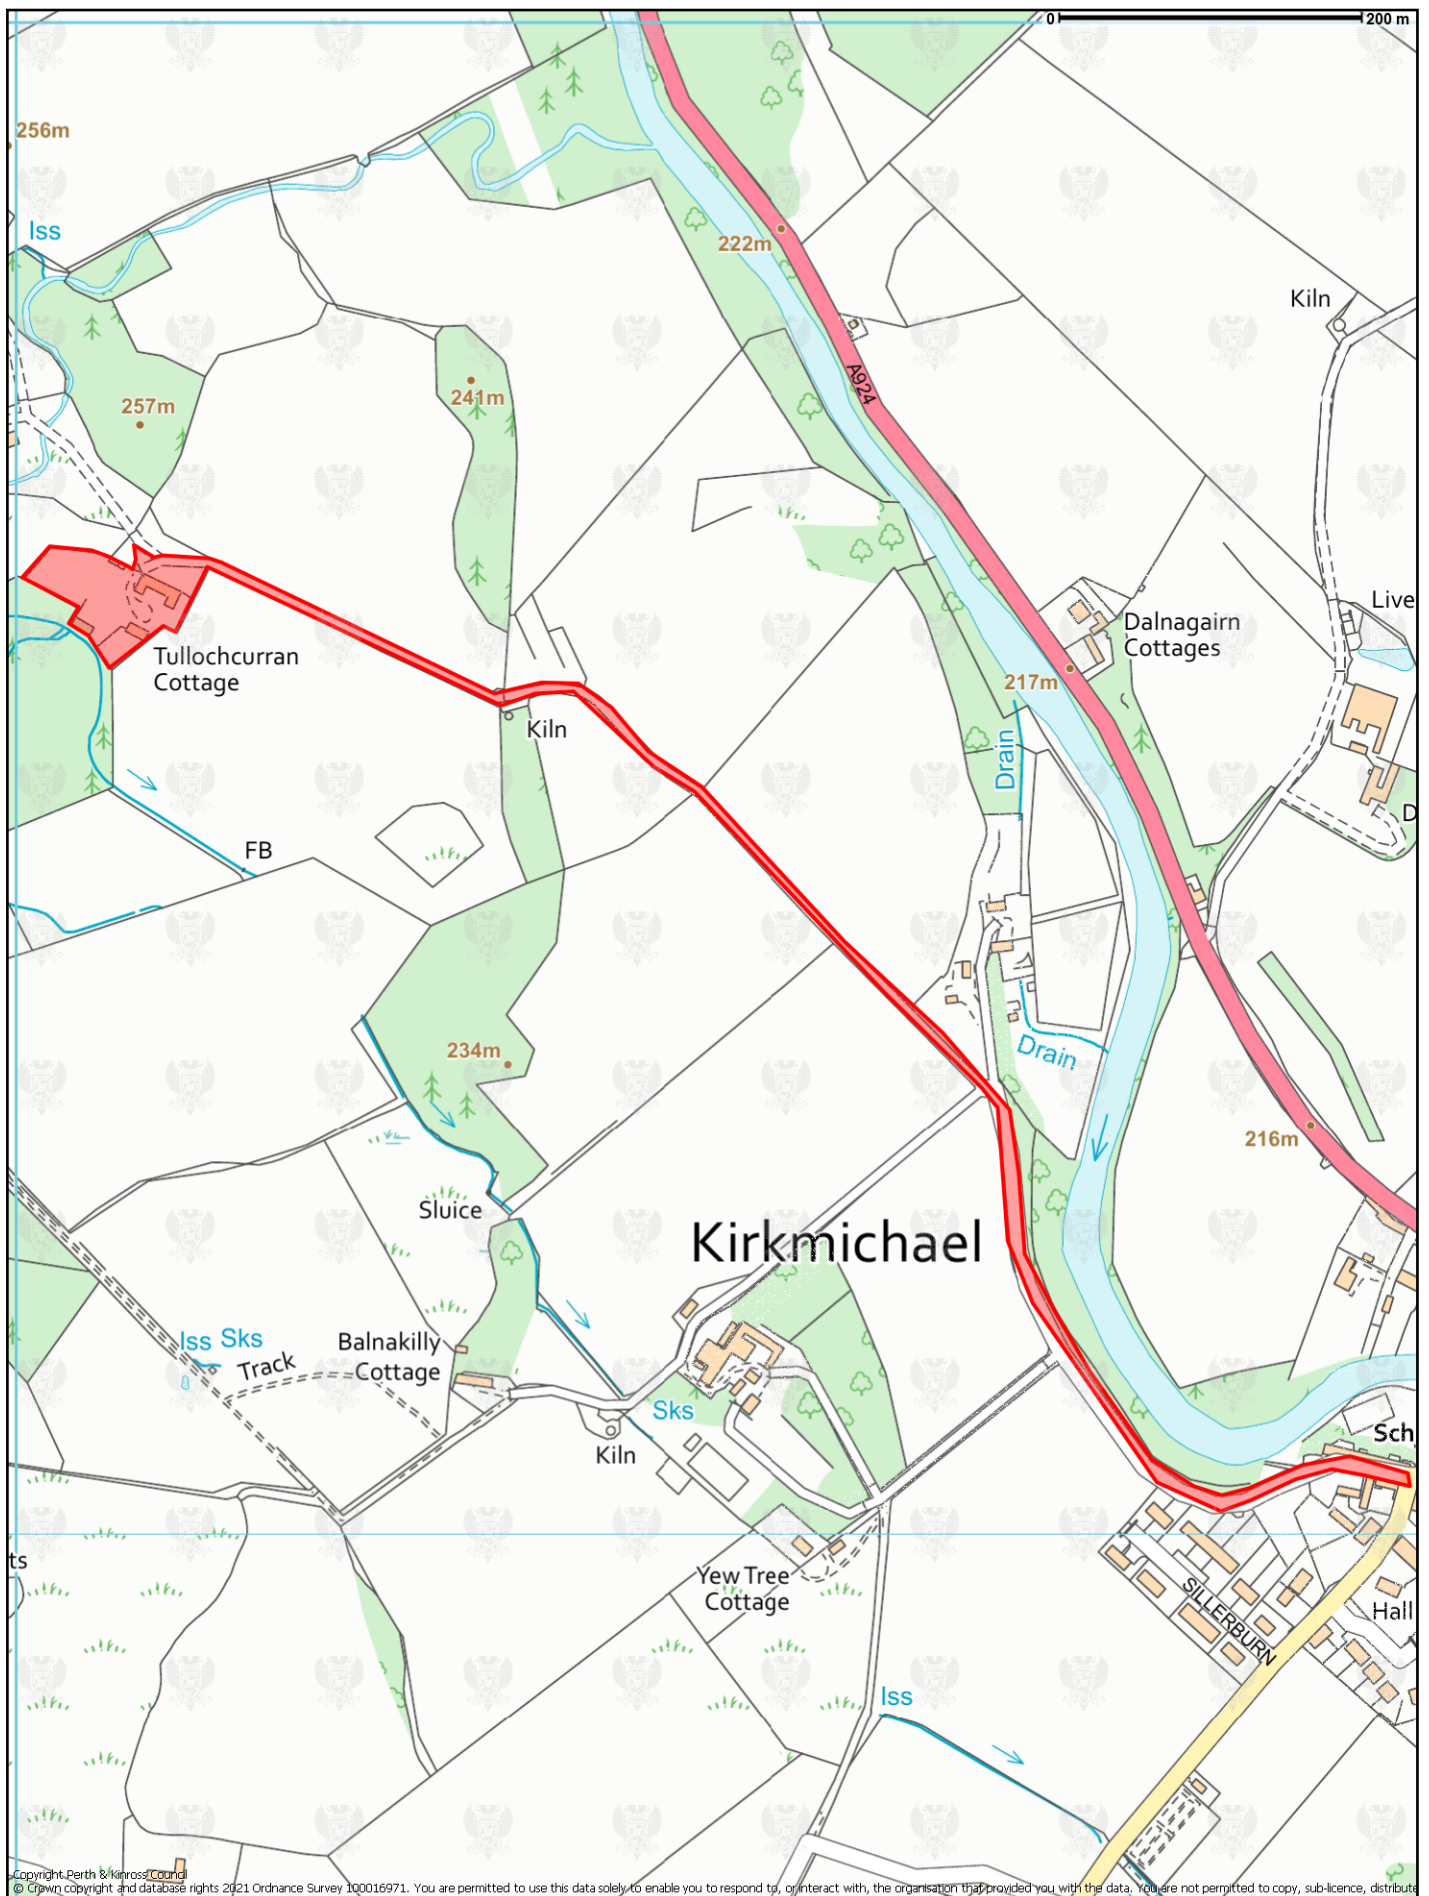 0 200 m
256m
Iss
222m
Kiln
A924
241m
257m
Live
Dalnagairn
Cottages
Tullochcurran
Cottage
217m
Kiln
Drain
D
FB
234m
Drain
216m
Sluice
Kirkmichael
Iss Sks
Track
Balnakilly
Cottage
Sks
Kiln
Sch
ts
Yew Tree
Cottage
SILLERBURN
Hall
Iss
Copyright Perth & Kinross Council
© Crown copyright and database rights 2021 Ordnance Survey 100016971. You are permitted to use this data solely to enable you to respond to, or interact with, the organisation that provided you with the data. You are not permitted to copy, sub-licence, distribute